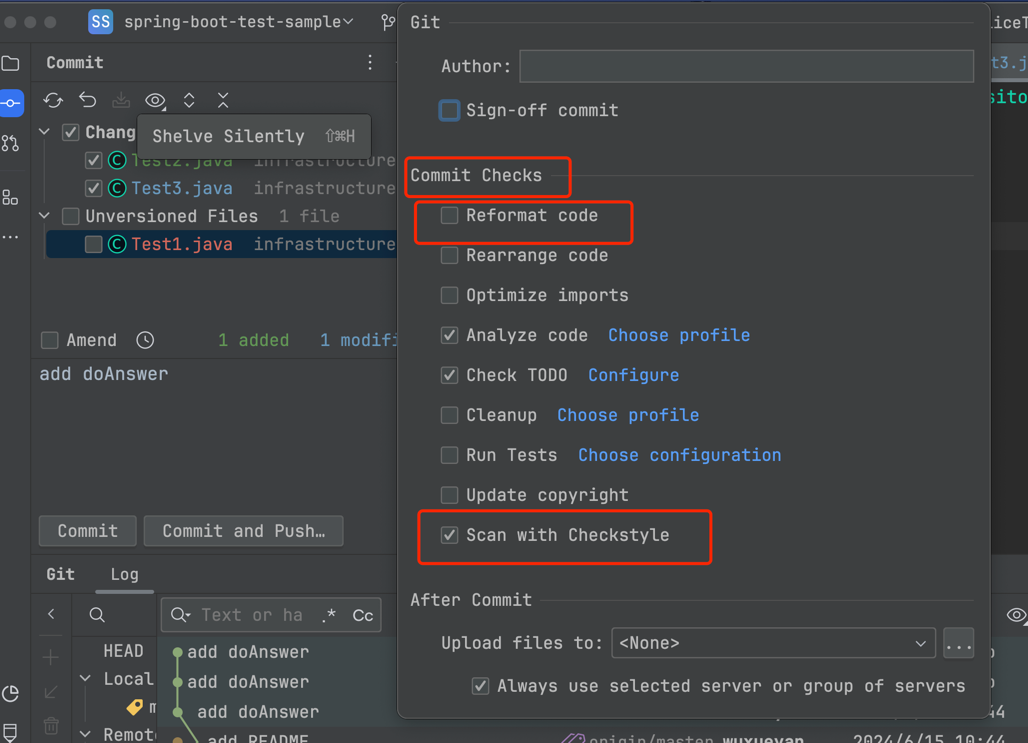 SS spring-boot-test-sample
Commit
Chang
Shelve Silently ⇧⌘H
Test2.java infrastructure
Test3.java infrastructure
Unversioned Files 1 file
Test1.java infrastructure
Amend 1 added 1 modifi
add doAnswer
Commit Commit and Push…
Git
Author:
Sign-off commit
Commit Checks
Reformat code
Rearrange code
Optimize imports
Analyze code Choose profile
Check TODO Configure
Cleanup Choose profile
Run Tests Choose configuration
Update copyright
Scan with Checkstyle
After Commit
Upload files to: <None> ...
Always use selected server or group of servers
iceT
t3.j
sito
Git Log
Text or ha .* Cc
HEAD
Local
m
Remot
add doAnswer
add doAnswer
add doAnswer
add README
origin/master wuxueyan 2024/6/15 10:44
44